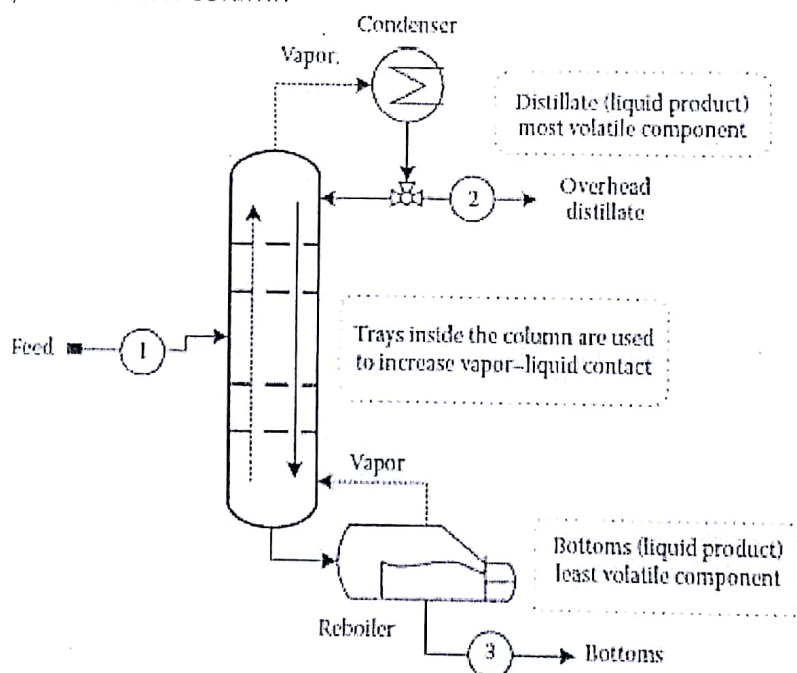 Condenser
Vapor
Distillate (liquid product)
most volatile component
2
Overhead
distillate
Feed
1
Trays inside the column are used
to increase vapor–liquid contact
Vapor
Bottoms (liquid product)
least volatile component
Reboiler
3
Bottoms